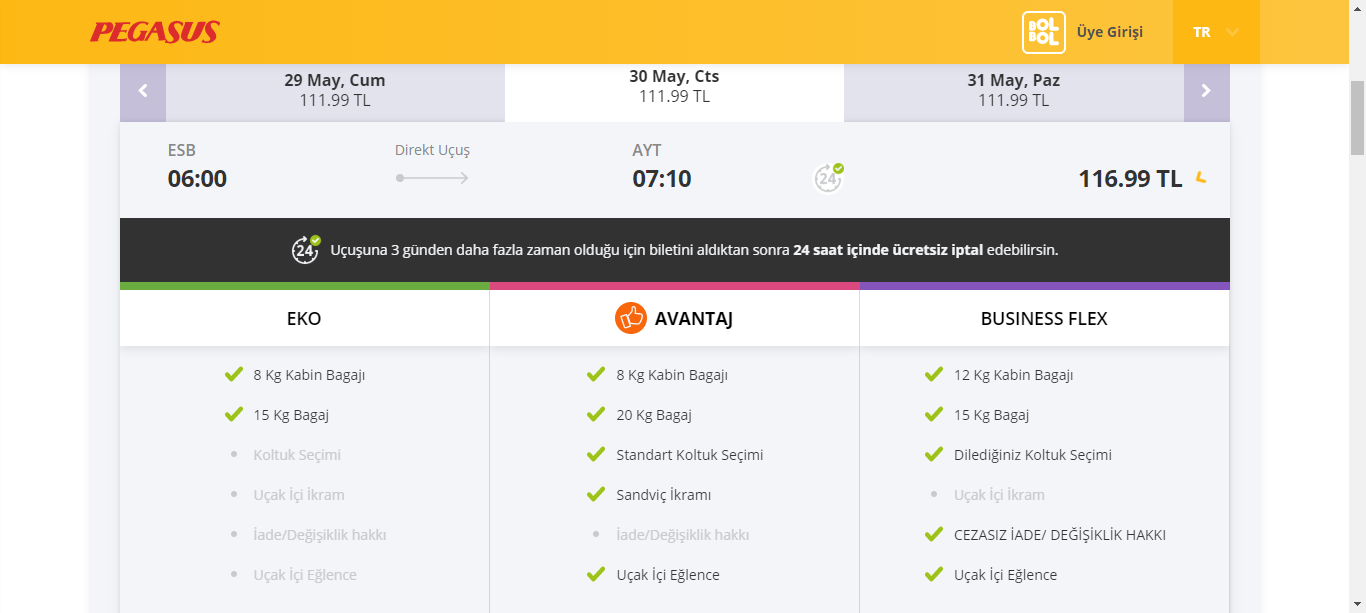 PEGASUS
BOL BOL
Üye Girişi
TR
29 May, Cum
111.99 TL
30 May, Cts
111.99 TL
31 May, Paz
111.99 TL
ESB
06:00
Direkt Uçuş
AYT
07:10
24
116.99 TL
24
Uçuşuna 3 günden daha fazla zaman olduğu için biletini aldıktan sonra 24 saat içinde ücretsiz iptal edebilirsin.
EKO
8 Kg Kabin Bagajı
15 Kg Bagaj
Koltuk Seçimi
Uçak İçi İkram
İade/Değişiklik hakkı
Uçak İçi Eğlence
AVANTAJ
8 Kg Kabin Bagajı
20 Kg Bagaj
Standart Koltuk Seçimi
Sandviç İkramı
İade/Değişiklik hakkı
Uçak İçi Eğlence
BUSINESS FLEX
12 Kg Kabin Bagajı
15 Kg Bagaj
Dilediğiniz Koltuk Seçimi
Uçak İçi İkram
CEZASIZ İADE/ DEĞİŞİKLİK HAKKI
Uçak İçi Eğlence